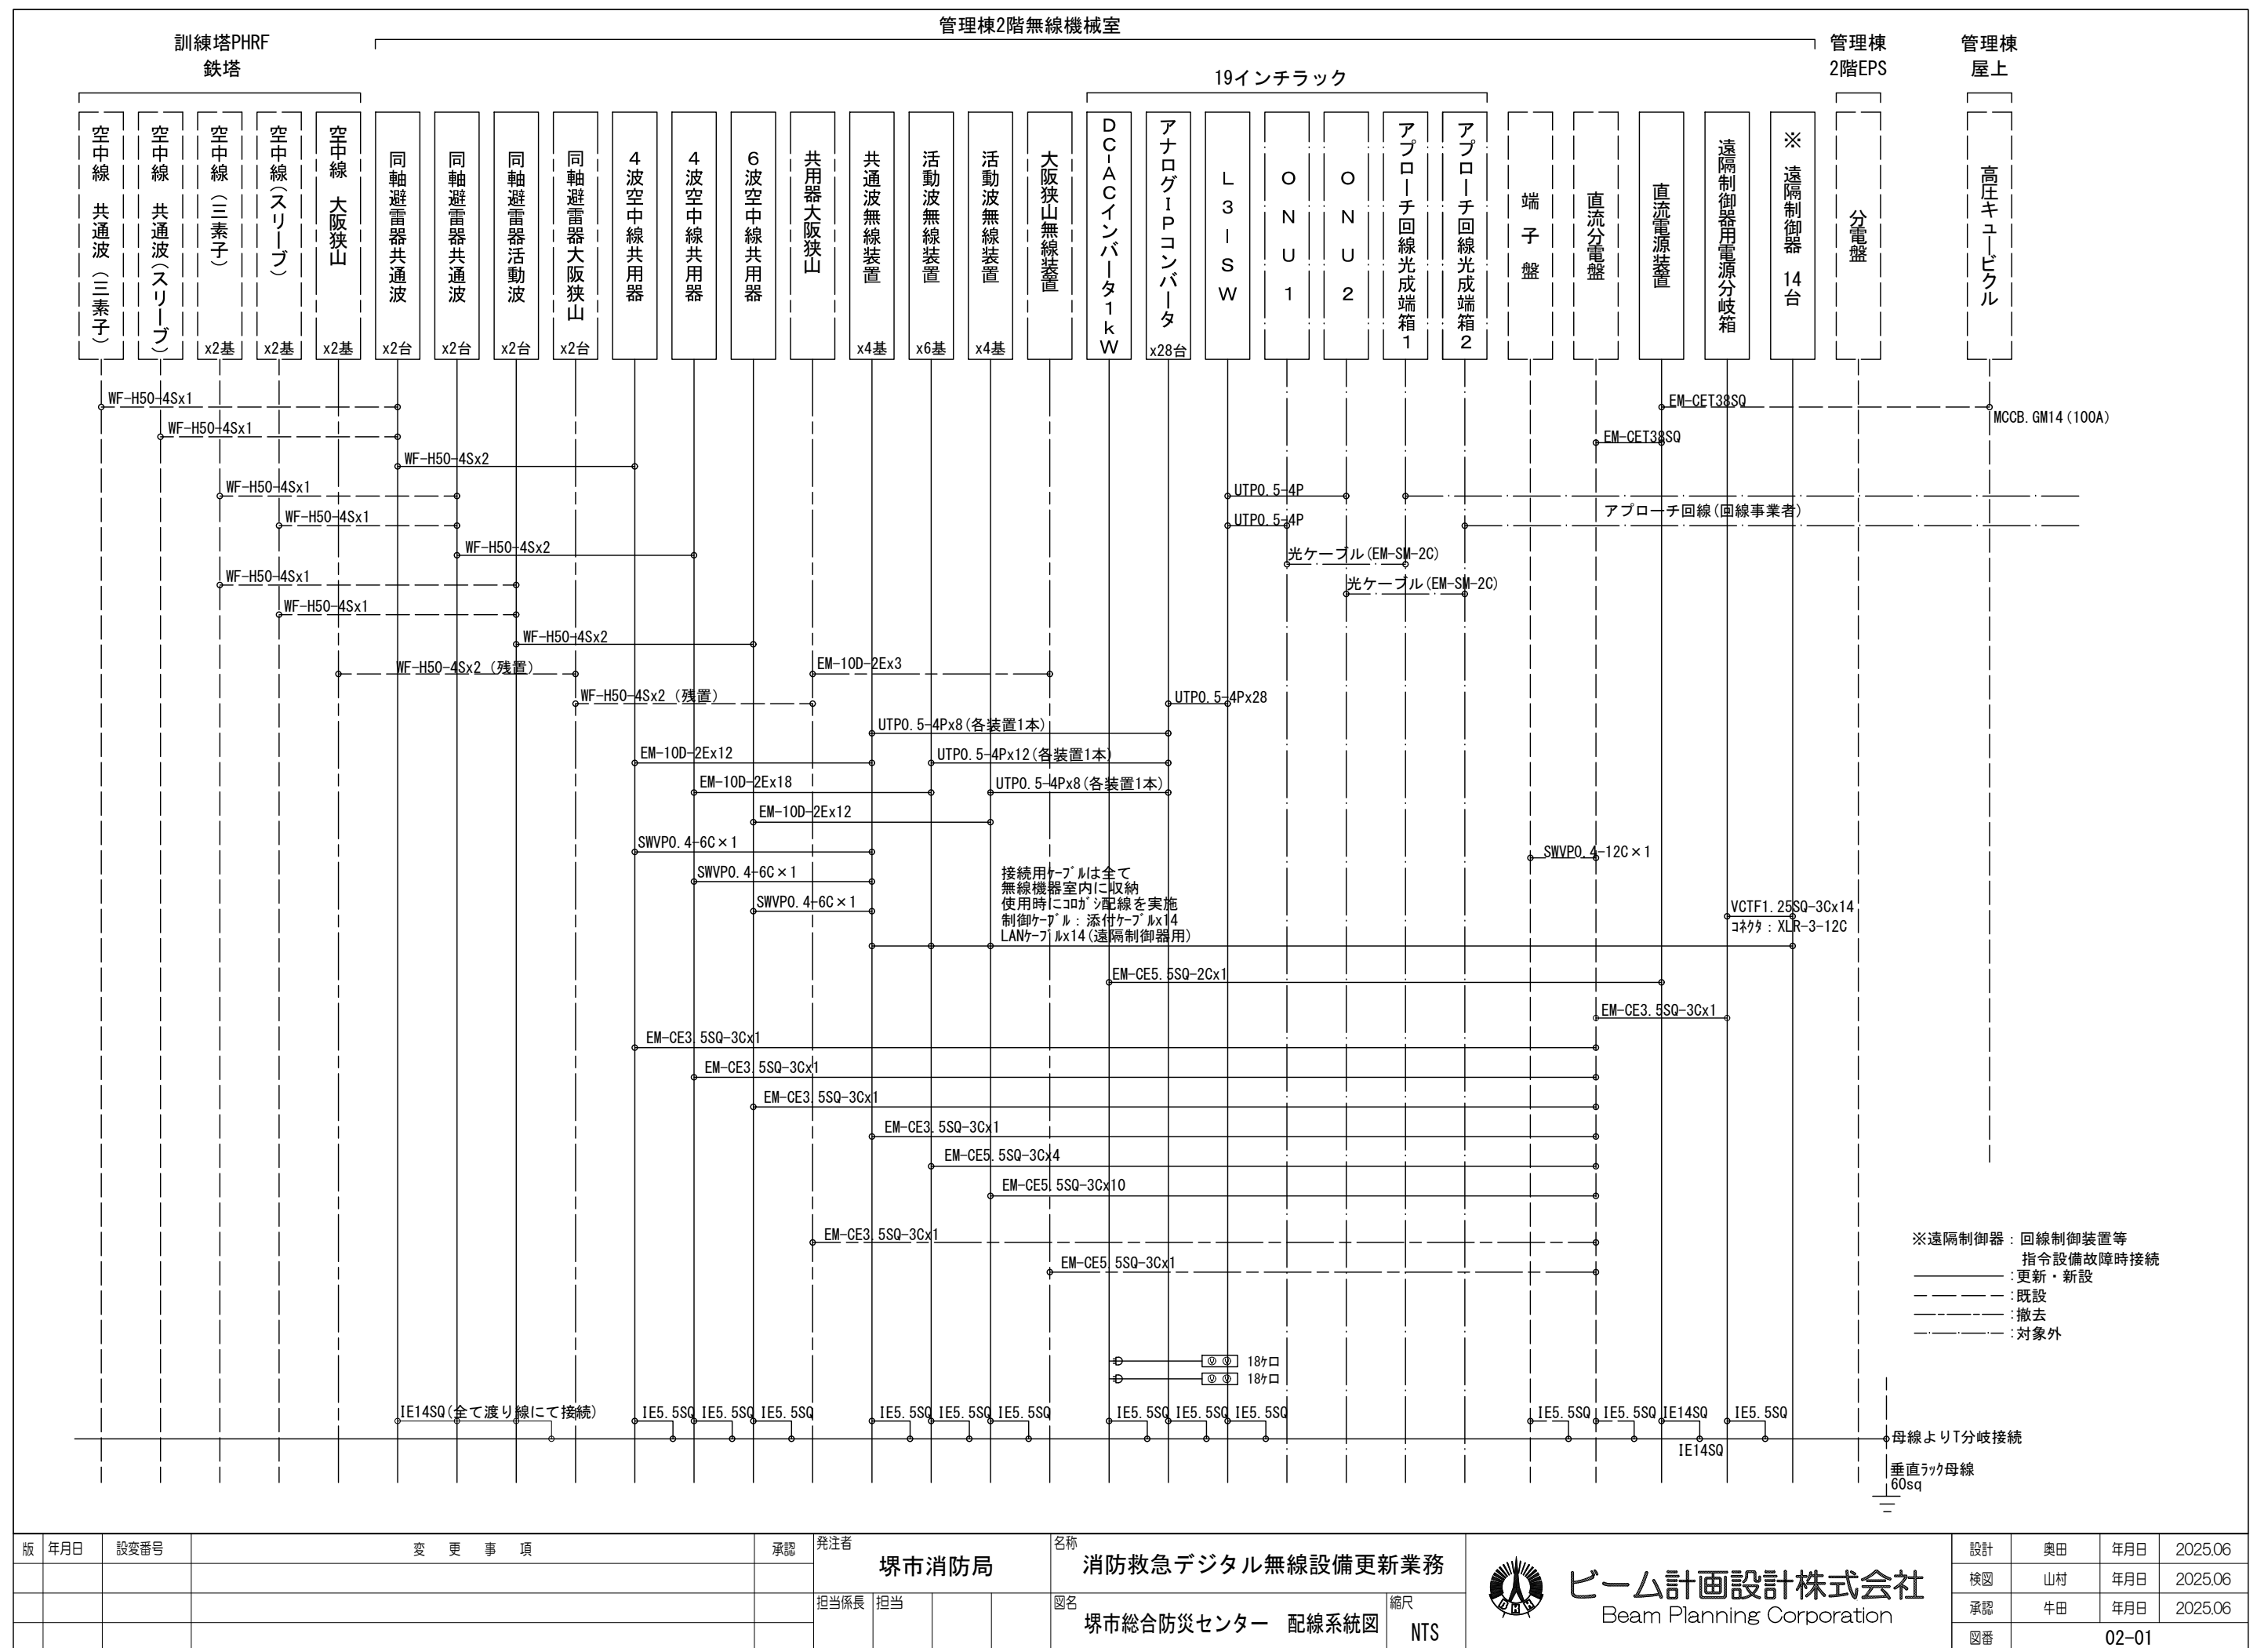 管理棟2階無線機械室
訓練塔PHRF
鉄塔
19インチラック
管理棟
2階EPS
管理棟
屋上
空中線 共通波(三素子)
空中線 共通波(スリーブ)
空中線(三素子)
x2基
空中線(スリーブ)
x2基
空中線 大阪狭山
x2基
同軸避雷器共通波
x2台
同軸避雷器共通波
x2台
同軸避雷器活動波
x2台
同軸避雷器大阪狭山
x2台
4波空中線共用器
4波空中線共用器
6波空中線共用器
共用器大阪狭山
共通波無線装置
x4基
活動波無線装置
x6基
活動波無線装置
x4基
大阪狭山無線装置
DC-ACインバータ1kW
アナログIPコンバータ
x28台
L3-SW
ONU1
ONU2
アプローチ回線光成端箱1
アプローチ回線光成端箱2
端子盤
直流分電盤
直流電源装置
遠隔制御器用電源分岐箱
※ 遠隔制御器 14台
分電盤
高圧キュービクル
WF-H50-4Sx1
EM-CET38SQ
MCCB.GM14(100A)
WF-H50-4Sx1
EM-CET38SQ
WF-H50-4Sx2
WF-H50-4Sx1
UTP0.5-4P
アプローチ回線(回線事業者)
WF-H50-4Sx1
UTP0.5-4P
WF-H50-4Sx2
光ケーブル(EM-SM-2C)
WF-H50-4Sx1
光ケーブル(EM-SM-2C)
WF-H50-4Sx1
WF-H50-4Sx2
WF-H50-4Sx2(残置)
EM-10D-2Ex3
WF-H50-4Sx2(残置)
UTP0.5-4Px28
UTP0.5-4Px8(各装置1本)
EM-10D-2Ex12
UTP0.5-4Px12(各装置1本)
EM-10D-2Ex18
UTP0.5-4Px8(各装置1本)
EM-10D-2Ex12
SWVP0.4-6C×1
SWVP0.4-12C×1
SWVP0.4-6C×1
SWVP0.4-6C×1
接続用ｹｰﾌﾞﾙは全て
無線機器室内に収納
使用時にｺﾛｶﾞｼ配線を実施
制御ｹｰﾌﾞﾙ：添付ｹｰﾌﾞﾙx14
LANｹｰﾌﾞﾙx14(遠隔制御器用)
VCTF1.25SQ-3Cx14
ｺﾈｸﾀ：XLR-3-12C
EM-CE5.5SQ-2Cx1
EM-CE3.5SQ-3Cx1
EM-CE3.5SQ-3Cx1
EM-CE3.5SQ-3Cx1
EM-CE3.5SQ-3Cx1
EM-CE3.5SQ-3Cx1
EM-CE5.5SQ-3Cx4
EM-CE5.5SQ-3Cx10
EM-CE3.5SQ-3Cx1
EM-CE5.5SQ-3Cx1
※遠隔制御器：回線制御装置等
指令設備故障時接続
：更新・新設
：既設
：撤去
：対象外
18ｹ口
18ｹ口
IE14SQ(全て渡り線にて接続)
IE5.5SQ IE5.5SQ IE5.5SQ IE5.5SQ IE5.5SQ IE5.5SQ IE5.5SQ IE5.5SQ IE5.5SQ IE5.5SQ IE5.5SQ IE14SQ IE5.5SQ
IE14SQ
母線よりT分岐接続
垂直ﾗｯｸ母線
60sq
版 年月日 設変番号 変更事項 承認
発注者
堺市消防局
担当係長 担当
名称
消防救急デジタル無線設備更新業務
図名
堺市総合防災センター 配線系統図
縮尺
NTS
ビーム計画設計株式会社
Beam Planning Corporation
設計 奥田 年月日 2025.06
検図 山村 年月日 2025.06
承認 牛田 年月日 2025.06
図番 02-01